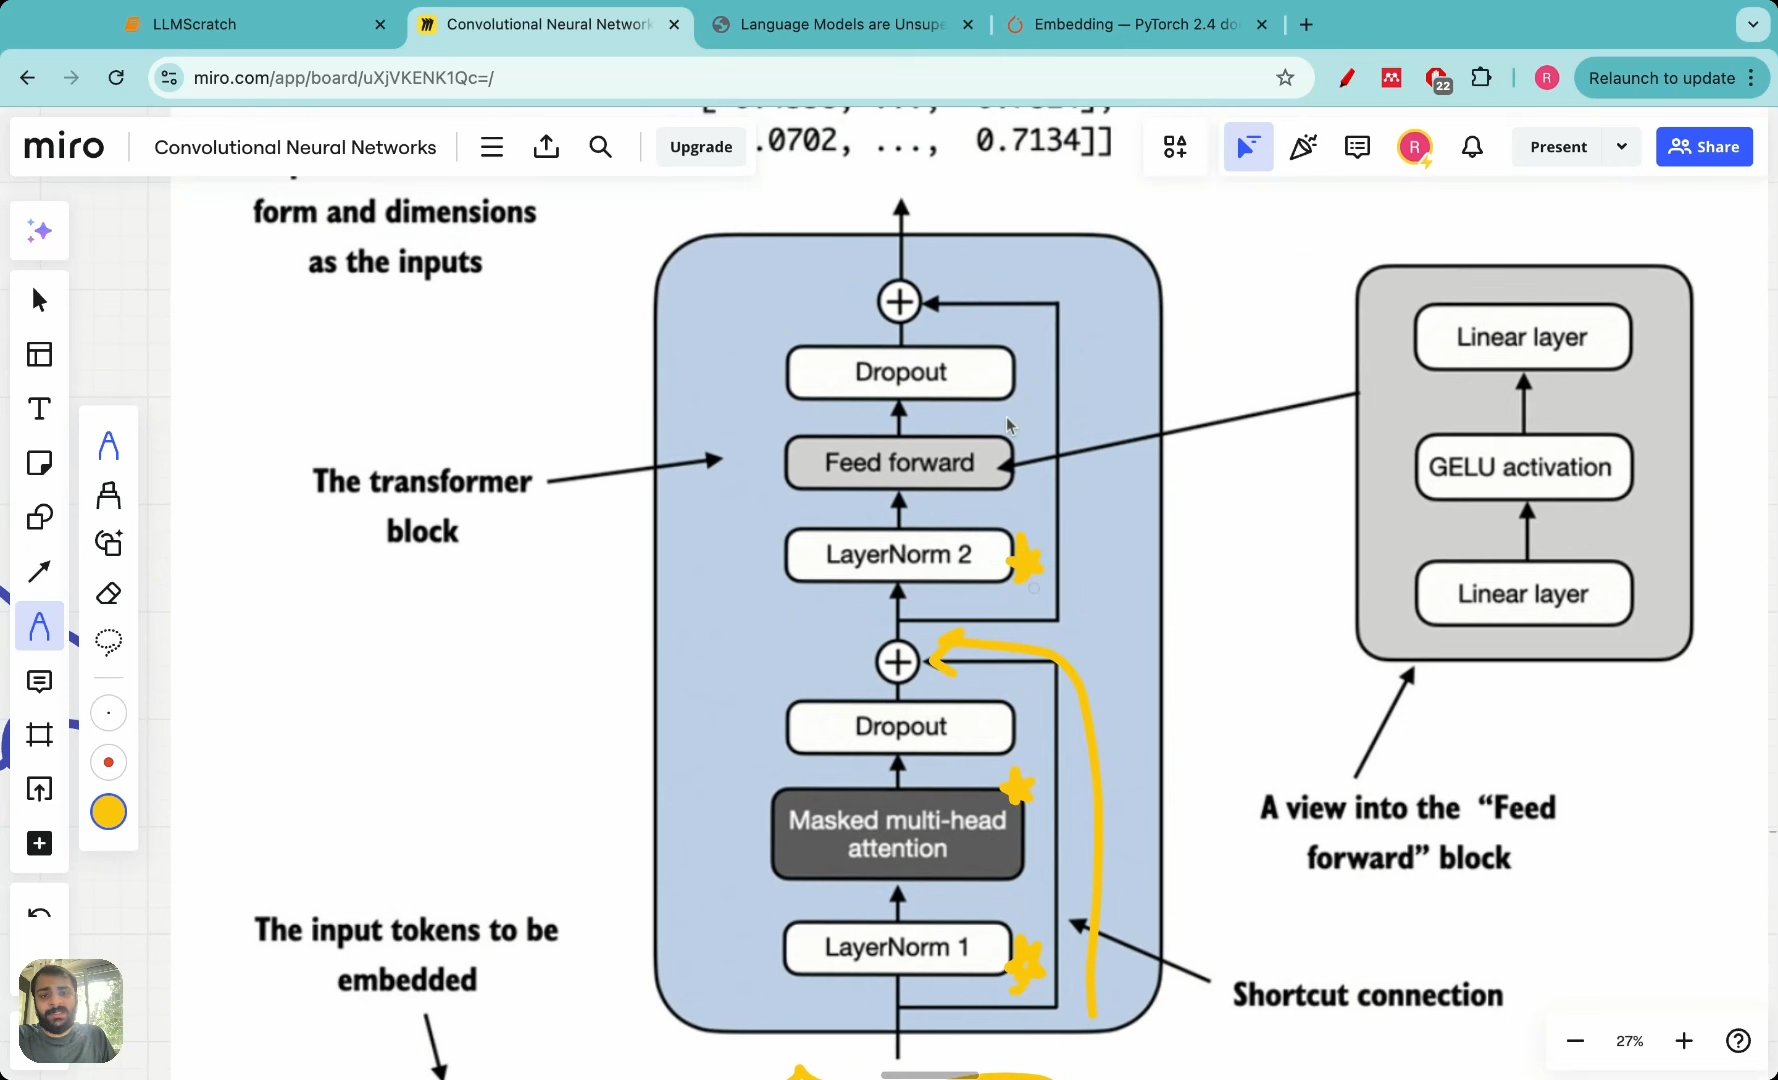 LLMScratch
Convolutional Neural Network
Language Models are Unsupe
Embedding — PyTorch 2.4 do
miro.com/app/board/uXjVKENK1Qc=/
22
R
Relaunch to update
miro
Convolutional Neural Networks
Upgrade
.0702, ..., 0.7134]]
R
Present
Share
form and dimensions
as the inputs
Dropout
Linear layer
Feed forward
GELU activation
The transformer
block
LayerNorm 2
Linear layer
Dropout
Masked multi-head
attention
A view into the “Feed
forward” block
The input tokens to be
embedded
LayerNorm 1
Shortcut connection
27%